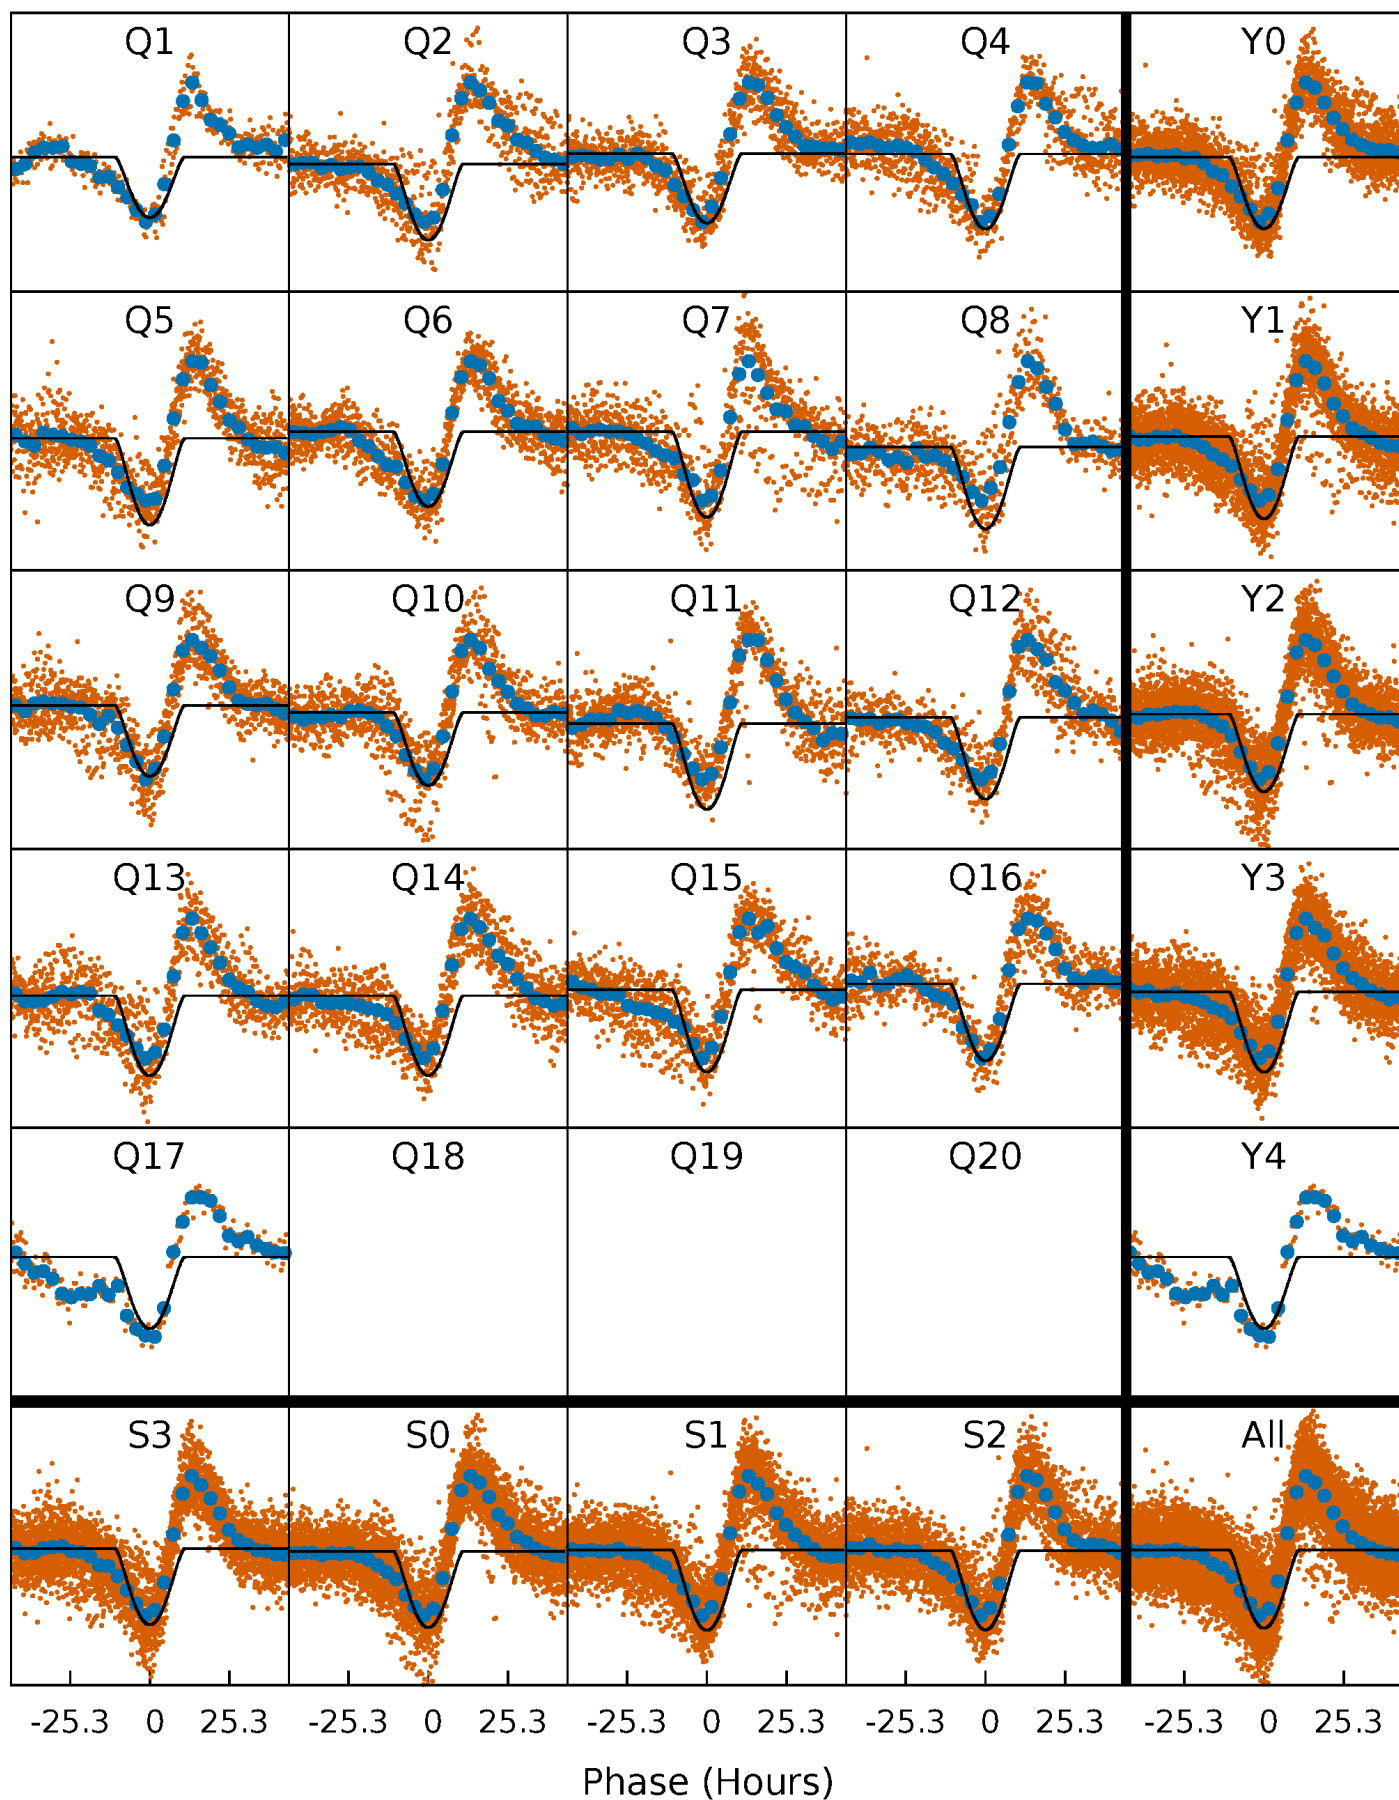 Q1 Q2 Q3 Q4 Y0
Q5 Q6 Q7 Q8 Y1
Q9 Q10 Q11 Q12 Y2
Q13 Q14 Q15 Q16 Y3
Q17 Q18 Q19 Q20 Y4
S3 S0 S1 S2 All
-25.3 0 25.3 -25.3 0 25.3 -25.3 0 25.3 -25.3 0 25.3 -25.3 0 25.3
Phase (Hours)